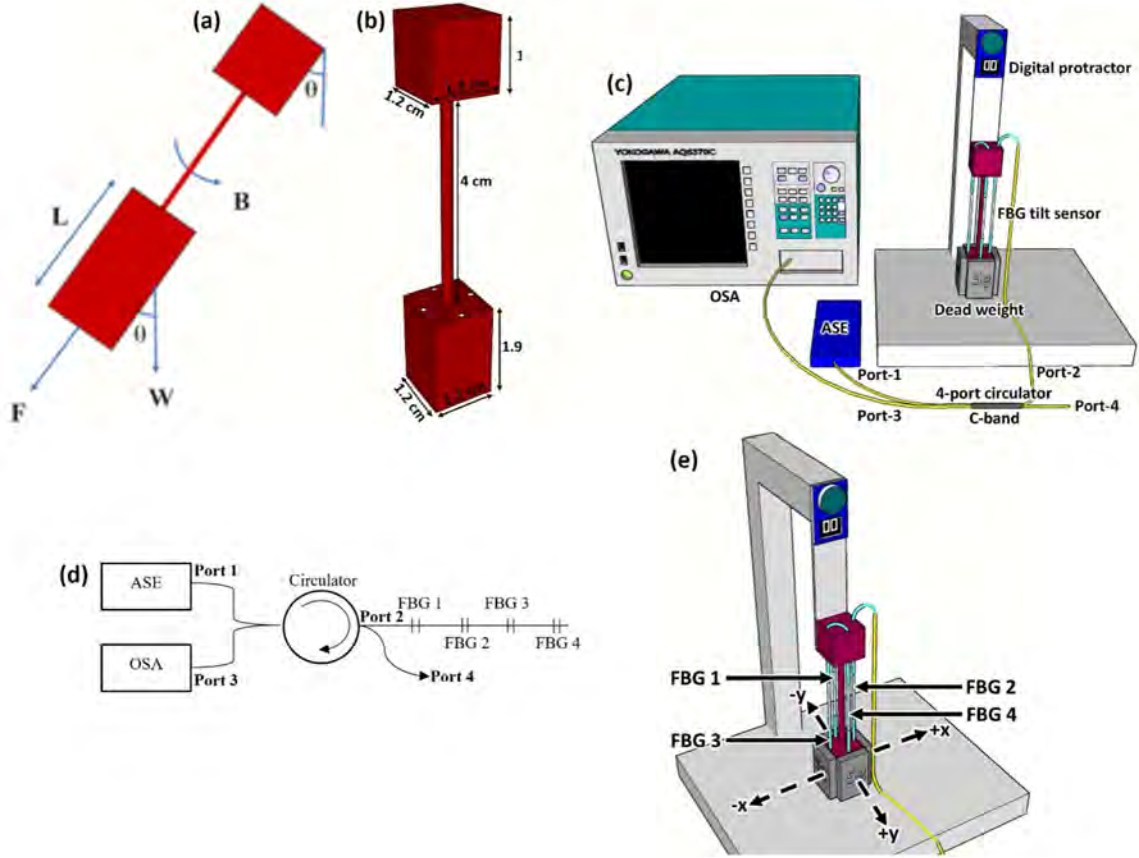 (a)
θ
B
L
θ
W
F
(b)
1
1.2 cm
4 cm
1.9
1.2 cm
(c)
YOKOGAWA AQ6370C
OSA
ASE
Port-1
Port-3
Digital protractor
00
FBG tilt sensor
Dead weight
Port-2
4-port circulator
C-band
Port-4
(d)
ASE
Port 1
OSA
Port 3
Circulator
Port 2
FBG 1
FBG 3
FBG 2
FBG 4
Port 4
(e)
00
FBG 1
FBG 2
-y
FBG 4
FBG 3
+x
-x
+y